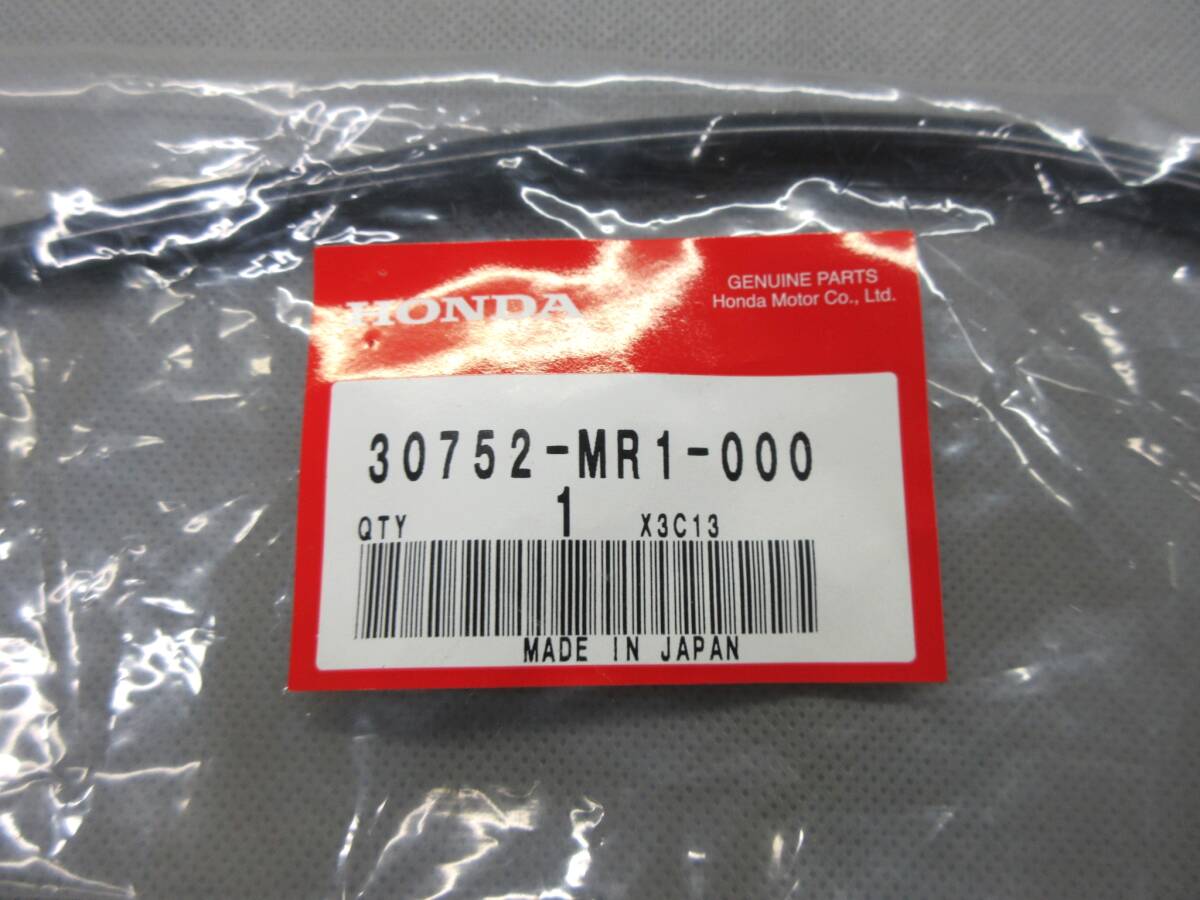 HONDA
GENUINE PARTS
Honda Motor Co., Ltd.
30752-MR1-000
QTY 1 X3C13
MADE IN JAPAN